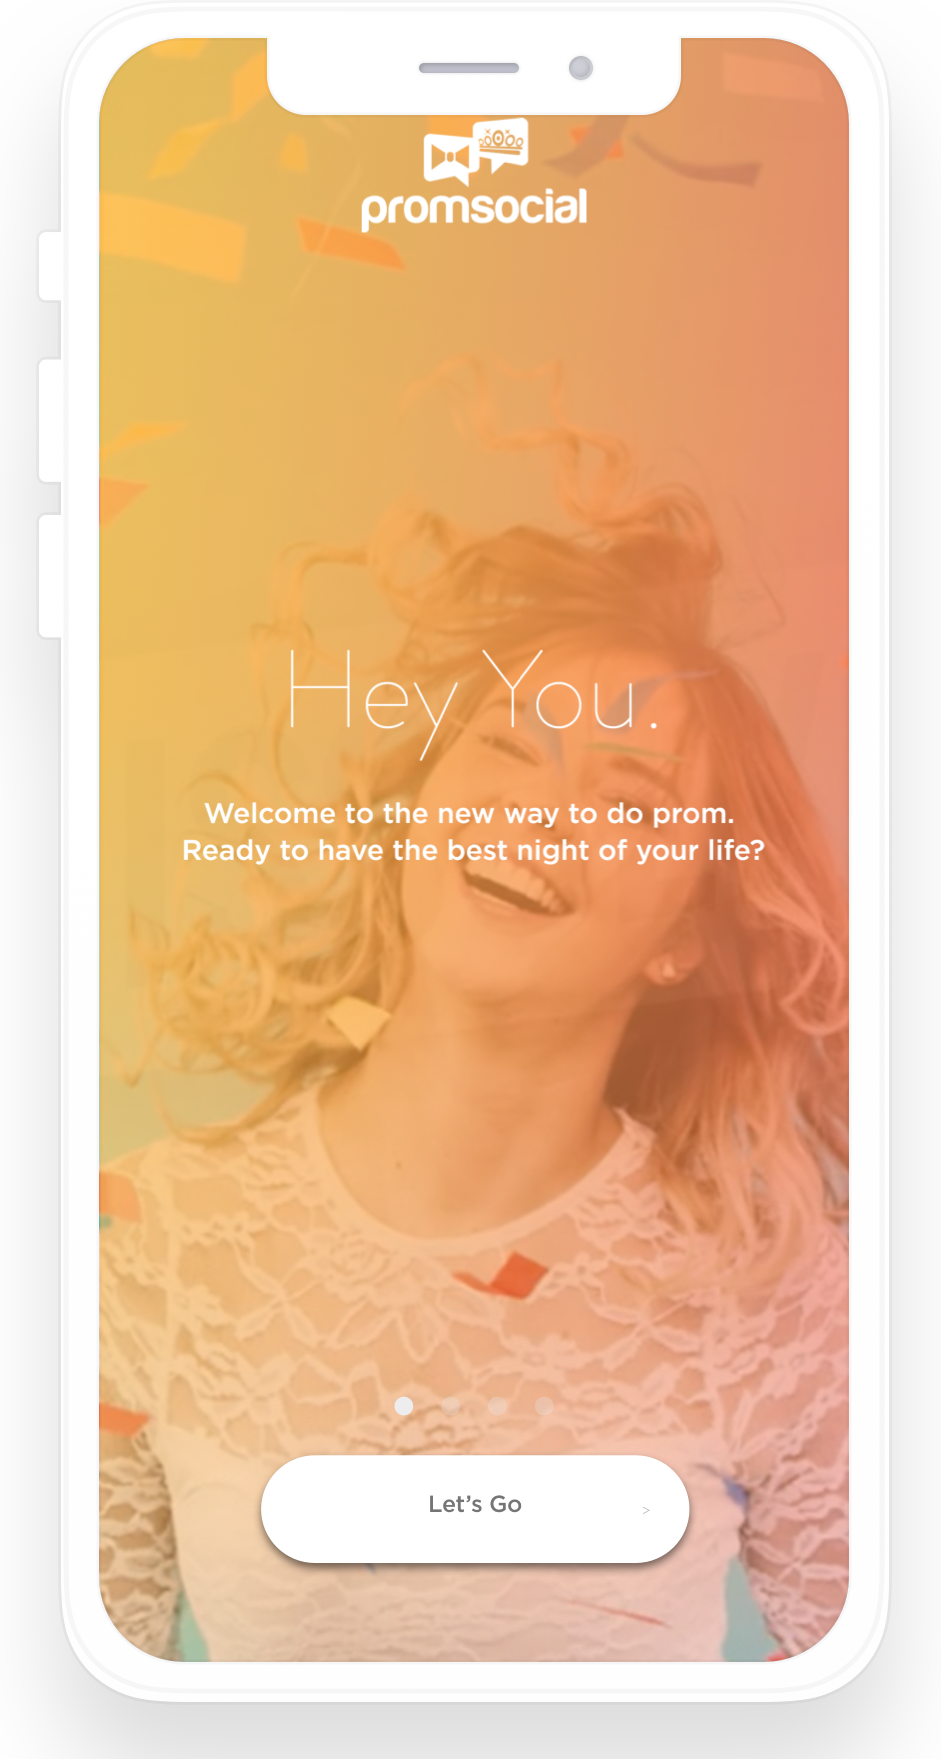 promsocial
Hey You.
Welcome to the new way to do prom.
Ready to have the best night of your life?
Let’s Go >